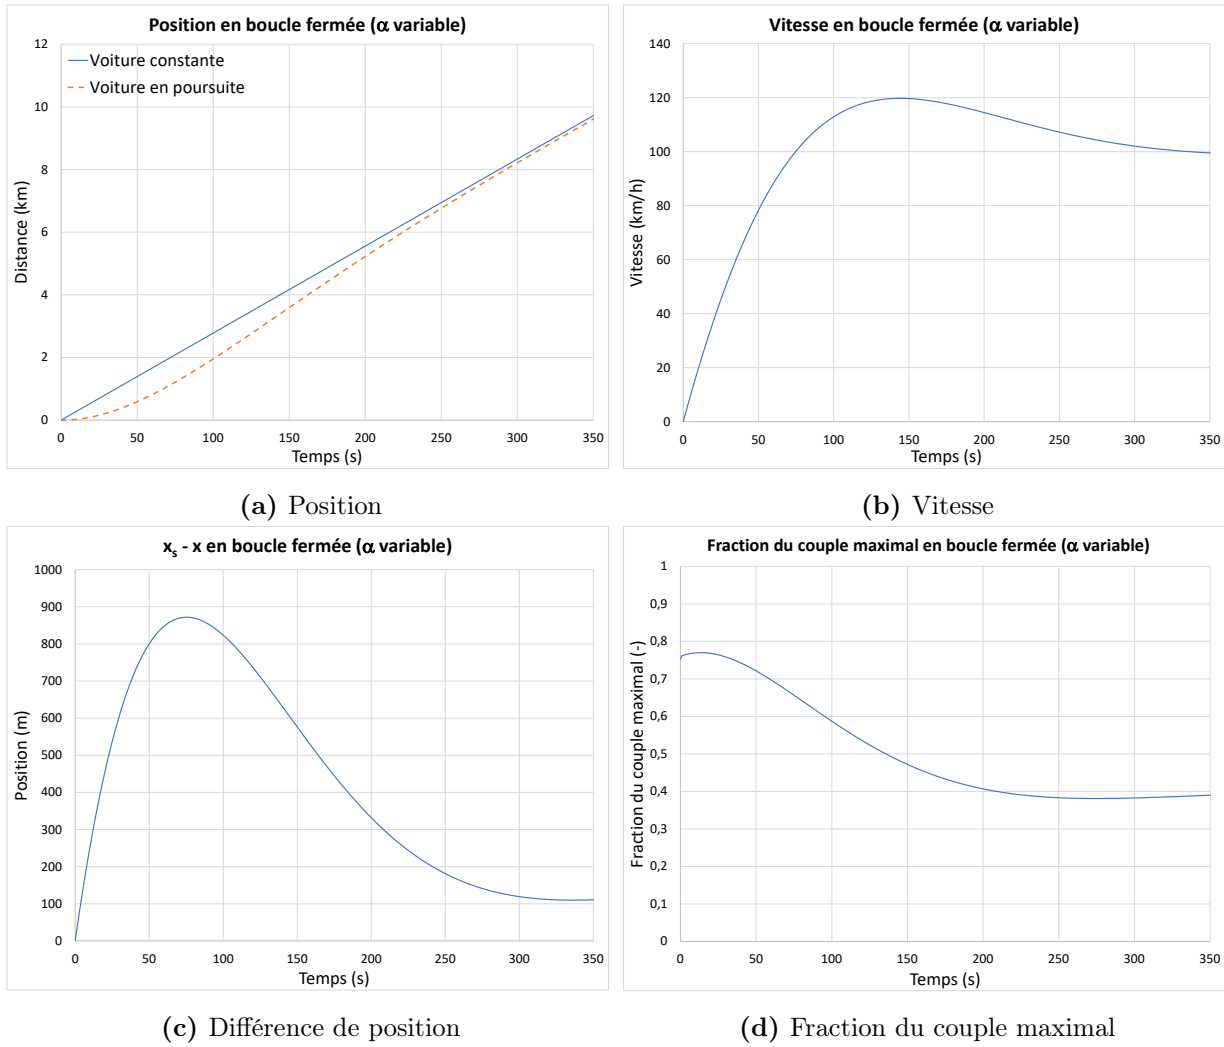 Position en boucle fermée (α variable)
12
10
8
6
4
2
0
Distance (km)
Voiture constante
Voiture en poursuite
0 50 100 150 200 250 300 350
Temps (s)
(a) Position
Vitesse en boucle fermée (α variable)
140
120
100
80
60
40
20
0
Vitesse (km/h)
0 50 100 150 200 250 300 350
Temps (s)
(b) Vitesse
xs - x en boucle fermée (α variable)
1000
900
800
700
600
500
400
300
200
100
0
Position (m)
0 50 100 150 200 250 300 350
Temps (s)
(c) Différence de position
Fraction du couple maximal en boucle fermée (α variable)
1
0,9
0,8
0,7
0,6
0,5
0,4
0,3
0,2
0,1
0
Fraction du couple maximal (-)
0 50 100 150 200 250 300 350
Temps (s)
(d) Fraction du couple maximal